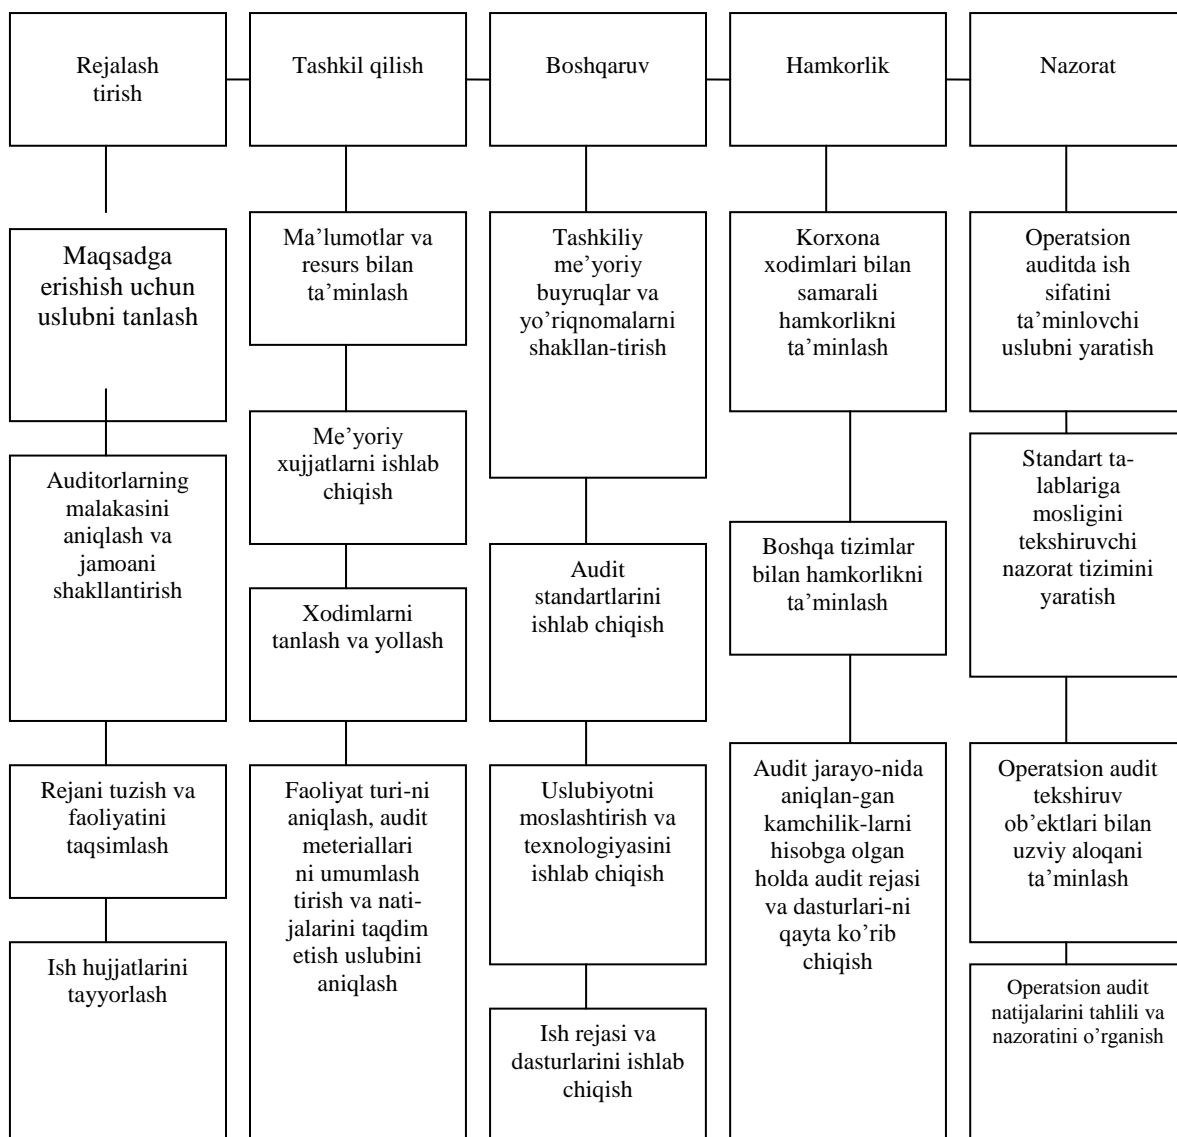 Rejalash
tirish
Tashkil qilish
Boshqaruv
Hamkorlik
Nazorat
Maqsadga
erishish uchun
uslubni tanlash
Auditorlarning
malakasini
aniqlash va
jamoani
shakllantirish
Rejani tuzish va
faoliyatini
taqsimlash
Ish hujjatlarini
tayyorlash
Ma’lumotlar va
resurs bilan
ta’minlash
Me’yoriy
xujjatlarni ishlab
chiqish
Xodimlarni
tanlash va yollash
Faoliyat turi-ni
aniqlash, audit
meteriallari
ni umumlash
tirish va nati-
jalarini taqdim
etish uslubini
aniqlash
Tashkiliy
me’yoriy
buyruqlar va
yo’riqnomalarni
shakllan-tirish
Audit
standartlarini
ishlab chiqish
Uslubiyotni
moslashtirish va
texnologiyasini
ishlab chiqish
Ish rejasi va
dasturlarini ishlab
chiqish
Korxona
xodimlari bilan
samarali
hamkorlikni
ta’minlash
Boshqa tizimlar
bilan hamkorlikni
ta’minlash
Audit jarayo-nida
aniqlan-gan
kamchilik-larni
hisobga olgan
holda audit rejasi
va dasturlari-ni
qayta ko’rib
chiqish
Operatsion
auditda ish
sifatini
ta’minlovchi
uslubni yaratish
Standart ta-
lablariga
mosligini
tekshiruvchi
nazorat tizimini
yaratish
Operatsion audit
tekshiruv
ob’ektlari bilan
uzviy aloqani
ta’minlash
Operatsion audit
natijalarini tahlili va
nazoratini o’rganish